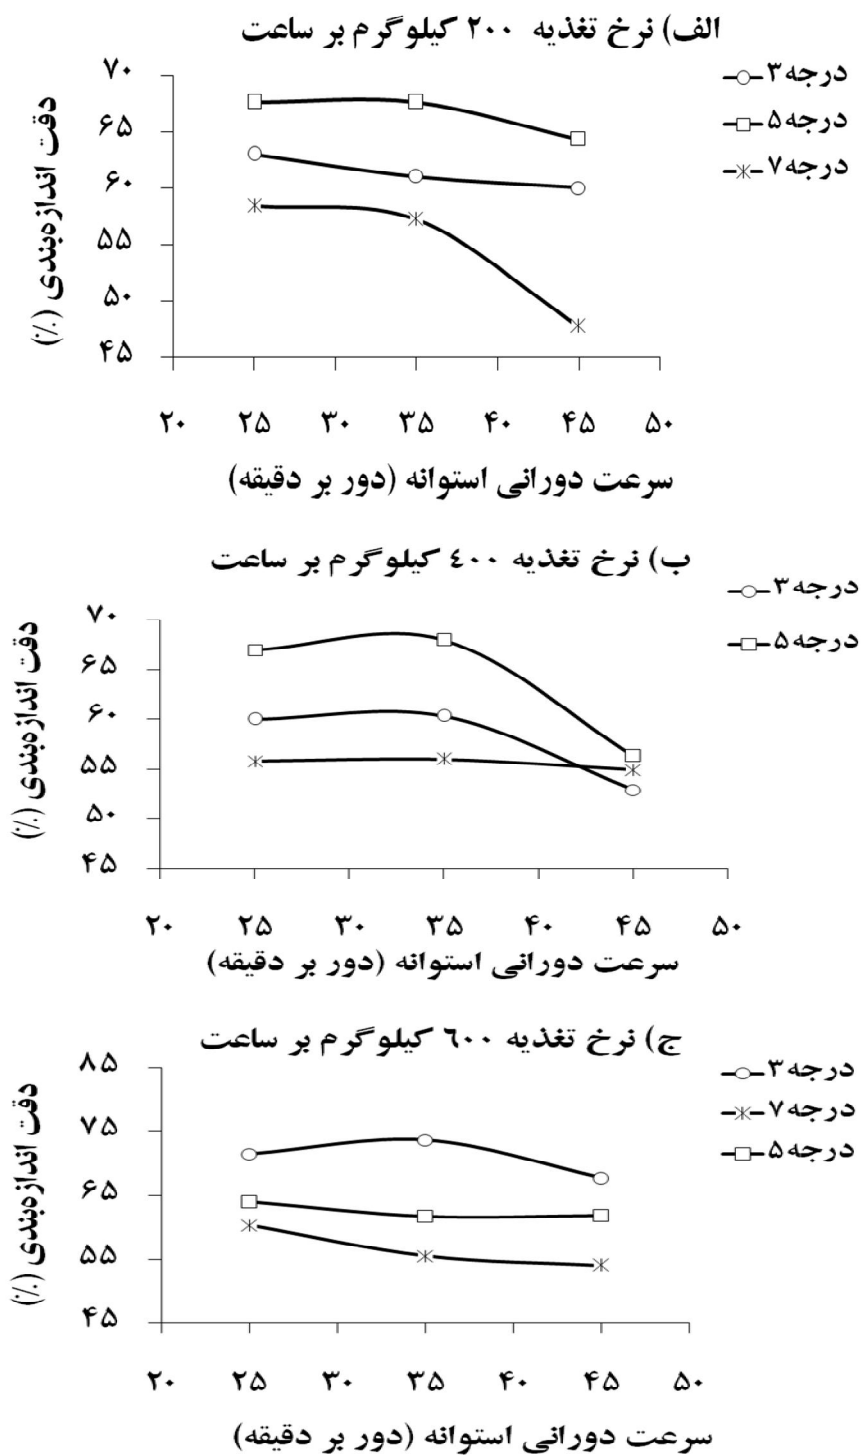 الف) نرخ تغذیه ۲۰۰ کیلوگرم بر ساعت
درجه۳
درجه۵
درجه۷
دقت اندازه‌بندی (٪)
۷۰
۶۵
۶۰
۵۵
۵۰
۴۵
۲۰ ۲۵ ۳۰ ۳۵ ۴۰ ۴۵ ۵۰
سرعت دورانی استوانه (دور بر دقیقه)
ب) نرخ تغذیه ٤۰۰ کیلوگرم بر ساعت
درجه۳
درجه۵
دقت اندازه‌بندی (٪)
۷۰
۶۵
۶۰
۵۵
۵۰
۴۵
۲۰ ۲۵ ۳۰ ۳۵ ۴۰ ۴۵ ۵۰
سرعت دورانی استوانه (دور بر دقیقه)
ج) نرخ تغذیه ٦۰۰ کیلوگرم بر ساعت
درجه۳
درجه۷
درجه۵
دقت اندازه‌بندی (٪)
۸۵
۷۵
۶۵
۵۵
۴۵
۲۰ ۲۵ ۳۰ ۳۵ ۴۰ ۴۵ ۵۰
سرعت دورانی استوانه (دور بر دقیقه)